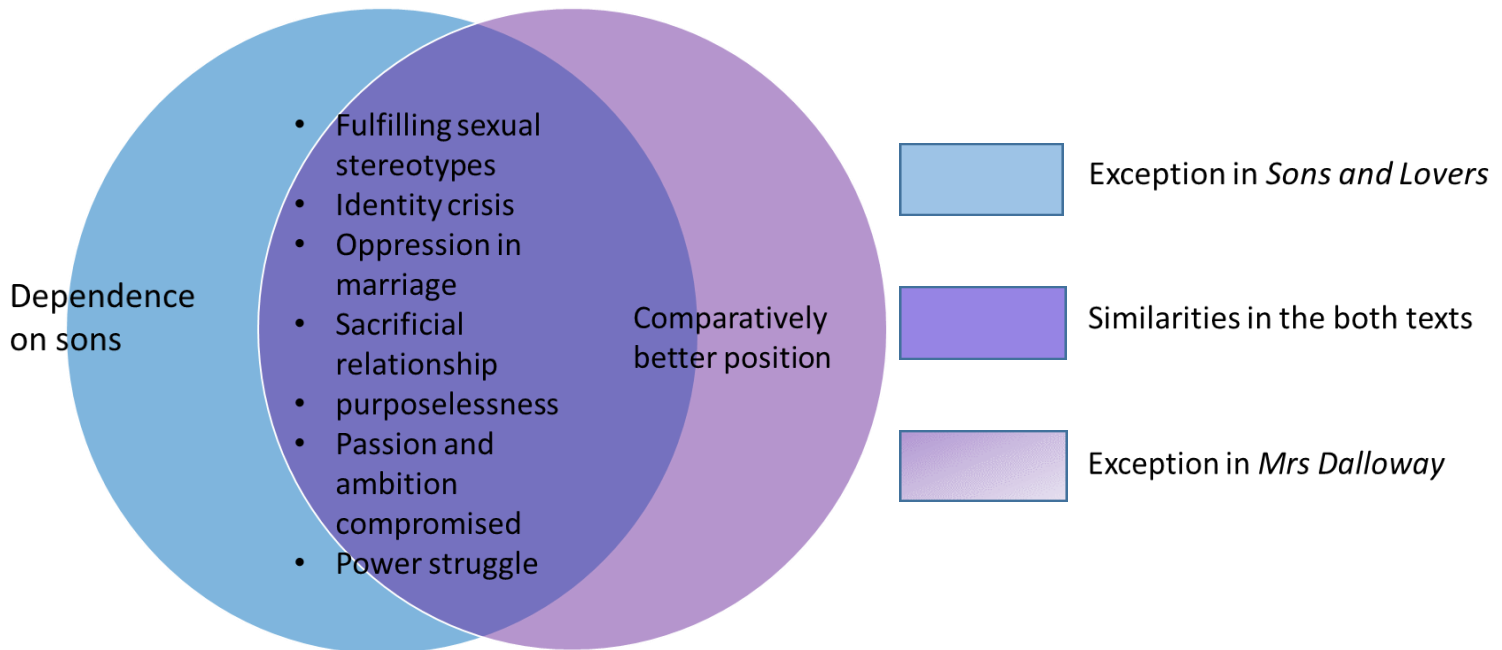 Dependence
on sons
• Fulfilling sexual
stereotypes
• Identity crisis
• Oppression in
marriage
• Sacrificial
relationship
• purposelessness
• Passion and
ambition
compromised
• Power struggle
Comparatively
better position
Exception in Sons and Lovers
Similarities in the both texts
Exception in Mrs Dalloway